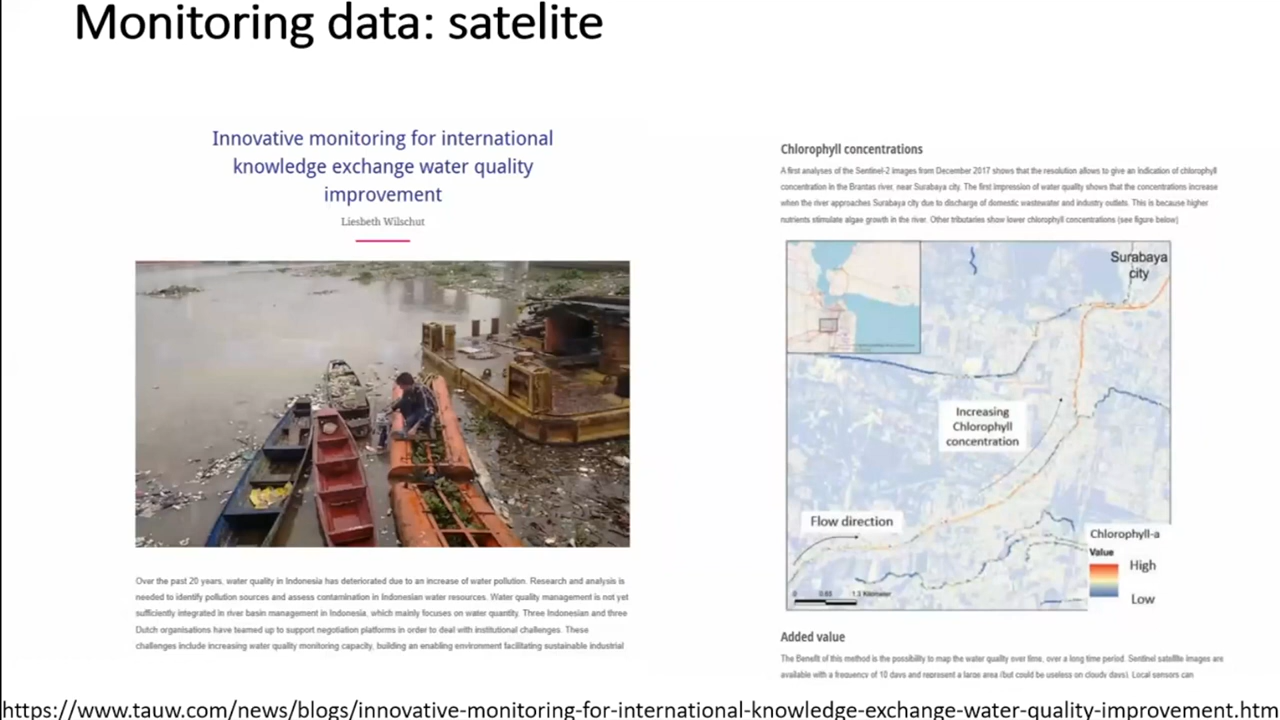 Monitoring data: satelite
Innovative monitoring for international
knowledge exchange water quality
improvement
Liesbeth Wilschut
Over the past 20 years, water quality in Indonesia has deteriorated due to an increase of water pollution. Research and analysis is
needed to identify pollution sources and assess contamination in Indonesian water resources. Water quality management is not yet
sufficiently integrated in river basin management in Indonesia, which mainly focuses on water quantity. Three Indonesian and three
Dutch organisations have teamed up to support negotiation platforms in order to deal with institutional challenges. These
challenges include increasing water quality monitoring capacity, building an enabling environment facilitating sustainable industrial
Chlorophyll concentrations
A first analyses of the Sentinel-2 images from December 2017 shows that the resolution allows to give an indication of chlorophyll
concentration in the Brantas river, near Surabaya city. The first impression of water quality shows that the concentrations increase
when the river approaches Surabaya city due to discharge of domestic wastewater and industry outlets. This is because higher
nutrients stimulate algae growth in the river. Other tributaries show lower chlorophyll concentrations (see figure below)
Surabaya
city
Increasing
Chlorophyll
concentration
Flow direction
Chlorophyll-a
Value
High
Low
0 0.65 1.3 Kilometer
Added value
The Benefit of this method is the possibility to map the water quality over time, over a long time period. Sentinel satellite images are
available with a frequency of 10 days and represent a large area (but could be useless on cloudy days). Local sensors can
https://www.tauw.com/news/blogs/innovative-monitoring-for-international-knowledge-exchange-water-quality-improvement.htm